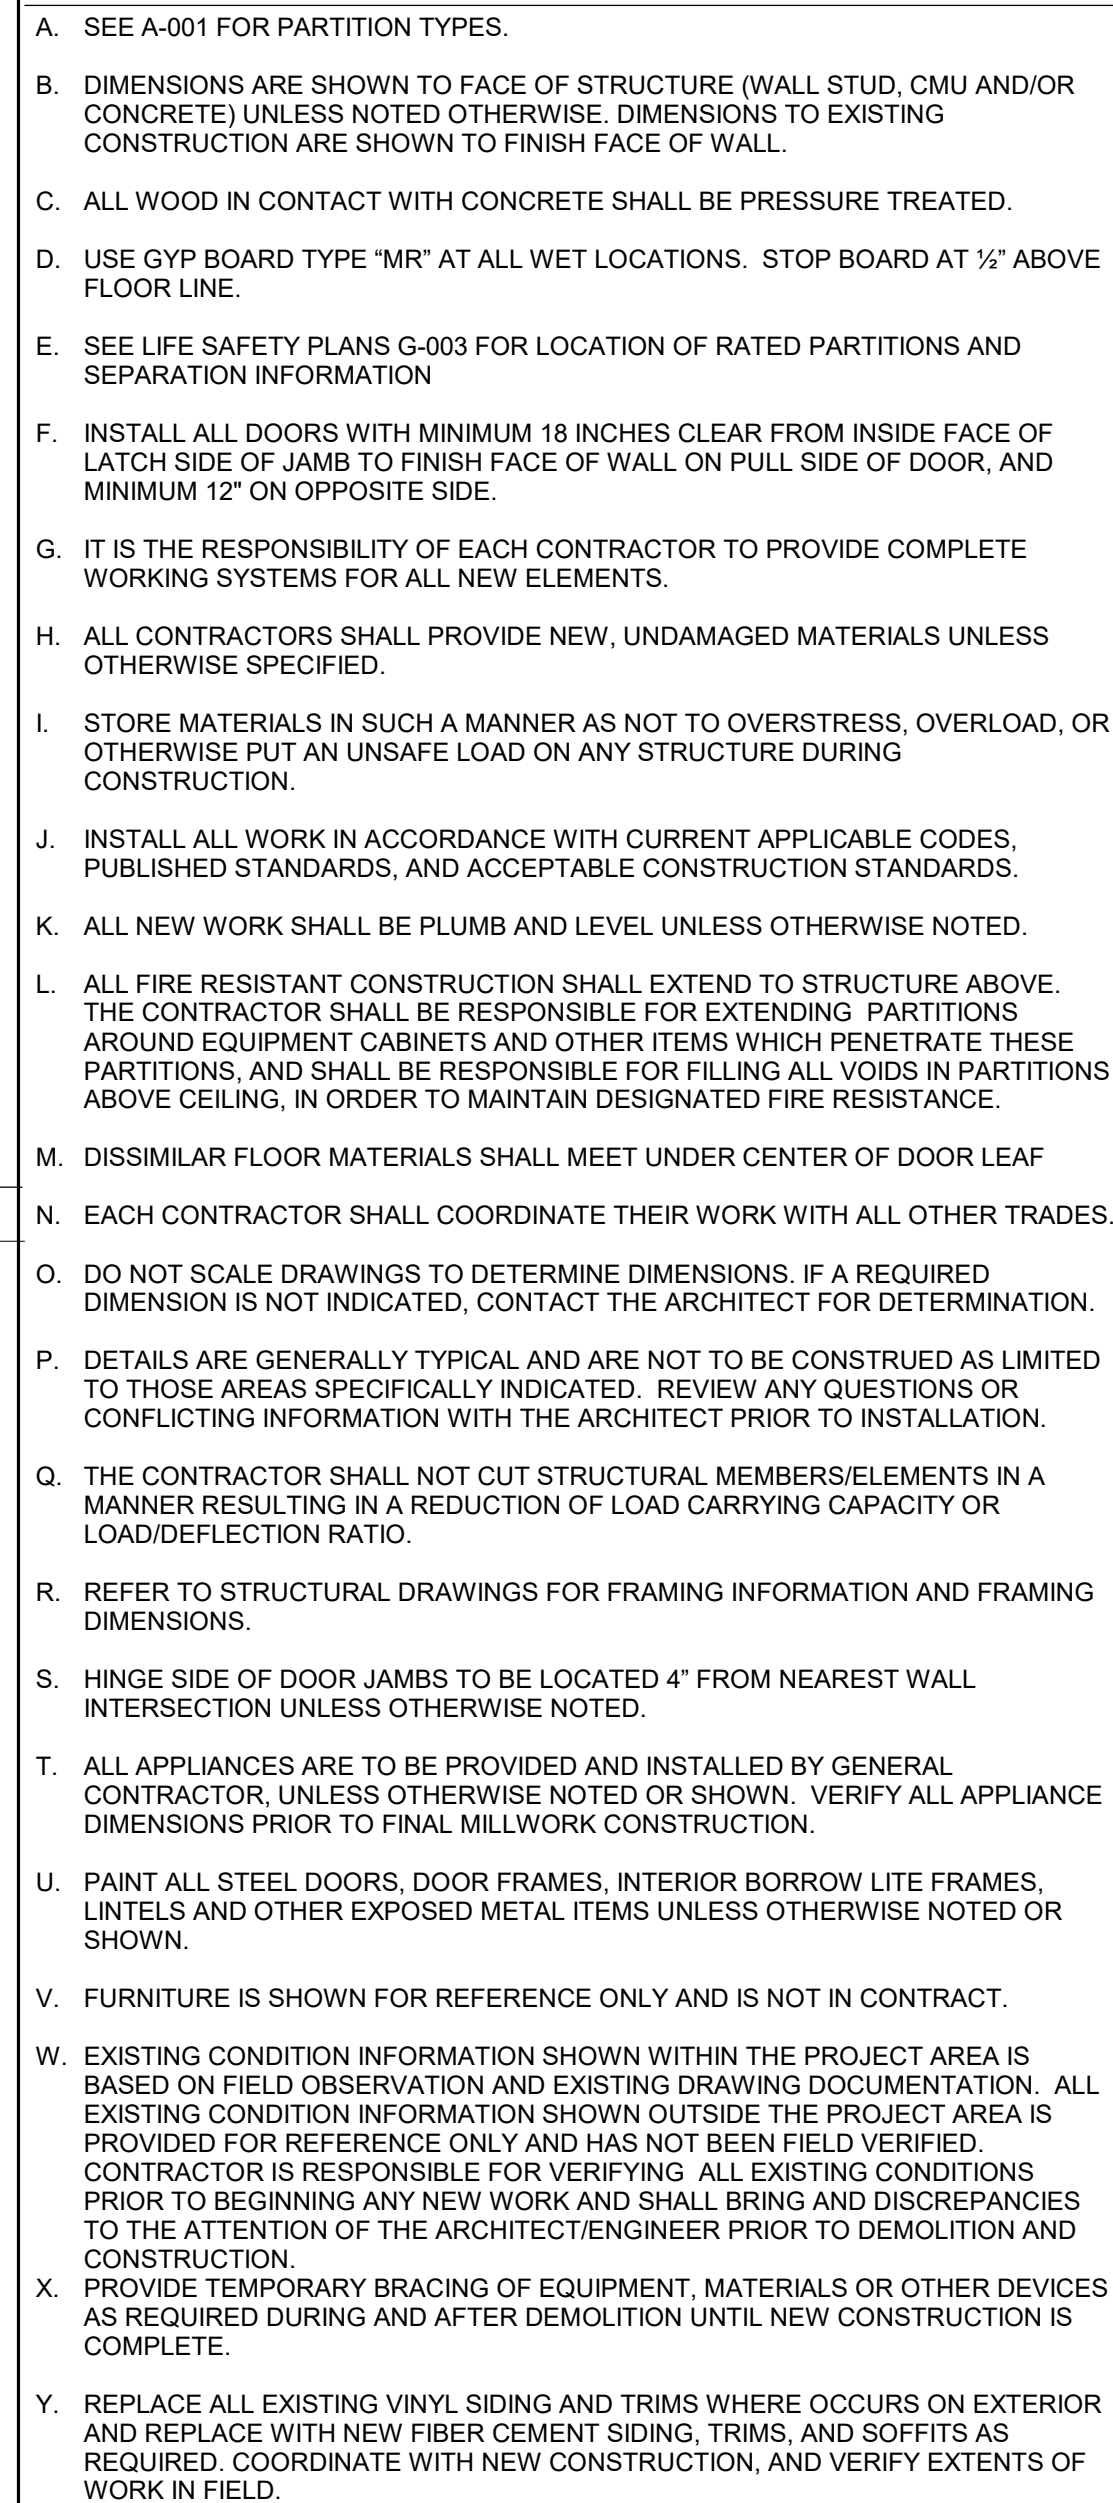 A. SEE A-001 FOR PARTITION TYPES.
B. DIMENSIONS ARE SHOWN TO FACE OF STRUCTURE (WALL STUD, CMU AND/OR
CONCRETE) UNLESS NOTED OTHERWISE. DIMENSIONS TO EXISTING
CONSTRUCTION ARE SHOWN TO FINISH FACE OF WALL.
C. ALL WOOD IN CONTACT WITH CONCRETE SHALL BE PRESSURE TREATED.
D. USE GYP BOARD TYPE “MR” AT ALL WET LOCATIONS. STOP BOARD AT ½” ABOVE
FLOOR LINE.
E. SEE LIFE SAFETY PLANS G-003 FOR LOCATION OF RATED PARTITIONS AND
SEPARATION INFORMATION
F. INSTALL ALL DOORS WITH MINIMUM 18 INCHES CLEAR FROM INSIDE FACE OF
LATCH SIDE OF JAMB TO FINISH FACE OF WALL ON PULL SIDE OF DOOR, AND
MINIMUM 12" ON OPPOSITE SIDE.
G. IT IS THE RESPONSIBILITY OF EACH CONTRACTOR TO PROVIDE COMPLETE
WORKING SYSTEMS FOR ALL NEW ELEMENTS.
H. ALL CONTRACTORS SHALL PROVIDE NEW, UNDAMAGED MATERIALS UNLESS
OTHERWISE SPECIFIED.
I. STORE MATERIALS IN SUCH A MANNER AS NOT TO OVERSTRESS, OVERLOAD, OR
OTHERWISE PUT AN UNSAFE LOAD ON ANY STRUCTURE DURING
CONSTRUCTION.
J. INSTALL ALL WORK IN ACCORDANCE WITH CURRENT APPLICABLE CODES,
PUBLISHED STANDARDS, AND ACCEPTABLE CONSTRUCTION STANDARDS.
K. ALL NEW WORK SHALL BE PLUMB AND LEVEL UNLESS OTHERWISE NOTED.
L. ALL FIRE RESISTANT CONSTRUCTION SHALL EXTEND TO STRUCTURE ABOVE.
THE CONTRACTOR SHALL BE RESPONSIBLE FOR EXTENDING PARTITIONS
AROUND EQUIPMENT CABINETS AND OTHER ITEMS WHICH PENETRATE THESE
PARTITIONS, AND SHALL BE RESPONSIBLE FOR FILLING ALL VOIDS IN PARTITIONS
ABOVE CEILING, IN ORDER TO MAINTAIN DESIGNATED FIRE RESISTANCE.
M. DISSIMILAR FLOOR MATERIALS SHALL MEET UNDER CENTER OF DOOR LEAF
N. EACH CONTRACTOR SHALL COORDINATE THEIR WORK WITH ALL OTHER TRADES.
O. DO NOT SCALE DRAWINGS TO DETERMINE DIMENSIONS. IF A REQUIRED
DIMENSION IS NOT INDICATED, CONTACT THE ARCHITECT FOR DETERMINATION.
P. DETAILS ARE GENERALLY TYPICAL AND ARE NOT TO BE CONSTRUED AS LIMITED
TO THOSE AREAS SPECIFICALLY INDICATED. REVIEW ANY QUESTIONS OR
CONFLICTING INFORMATION WITH THE ARCHITECT PRIOR TO INSTALLATION.
Q. THE CONTRACTOR SHALL NOT CUT STRUCTURAL MEMBERS/ELEMENTS IN A
MANNER RESULTING IN A REDUCTION OF LOAD CARRYING CAPACITY OR
LOAD/DEFLECTION RATIO.
R. REFER TO STRUCTURAL DRAWINGS FOR FRAMING INFORMATION AND FRAMING
DIMENSIONS.
S. HINGE SIDE OF DOOR JAMBS TO BE LOCATED 4” FROM NEAREST WALL
INTERSECTION UNLESS OTHERWISE NOTED.
T. ALL APPLIANCES ARE TO BE PROVIDED AND INSTALLED BY GENERAL
CONTRACTOR, UNLESS OTHERWISE NOTED OR SHOWN. VERIFY ALL APPLIANCE
DIMENSIONS PRIOR TO FINAL MILLWORK CONSTRUCTION.
U. PAINT ALL STEEL DOORS, DOOR FRAMES, INTERIOR BORROW LITE FRAMES,
LINTELS AND OTHER EXPOSED METAL ITEMS UNLESS OTHERWISE NOTED OR
SHOWN.
V. FURNITURE IS SHOWN FOR REFERENCE ONLY AND IS NOT IN CONTRACT.
W. EXISTING CONDITION INFORMATION SHOWN WITHIN THE PROJECT AREA IS
BASED ON FIELD OBSERVATION AND EXISTING DRAWING DOCUMENTATION. ALL
EXISTING CONDITION INFORMATION SHOWN OUTSIDE THE PROJECT AREA IS
PROVIDED FOR REFERENCE ONLY AND HAS NOT BEEN FIELD VERIFIED.
CONTRACTOR IS RESPONSIBLE FOR VERIFYING ALL EXISTING CONDITIONS
PRIOR TO BEGINNING ANY NEW WORK AND SHALL BRING AND DISCREPANCIES
TO THE ATTENTION OF THE ARCHITECT/ENGINEER PRIOR TO DEMOLITION AND
CONSTRUCTION.
X. PROVIDE TEMPORARY BRACING OF EQUIPMENT, MATERIALS OR OTHER DEVICES
AS REQUIRED DURING AND AFTER DEMOLITION UNTIL NEW CONSTRUCTION IS
COMPLETE.
Y. REPLACE ALL EXISTING VINYL SIDING AND TRIMS WHERE OCCURS ON EXTERIOR
AND REPLACE WITH NEW FIBER CEMENT SIDING, TRIMS, AND SOFFITS AS
REQUIRED. COORDINATE WITH NEW CONSTRUCTION, AND VERIFY EXTENTS OF
WORK IN FIELD.